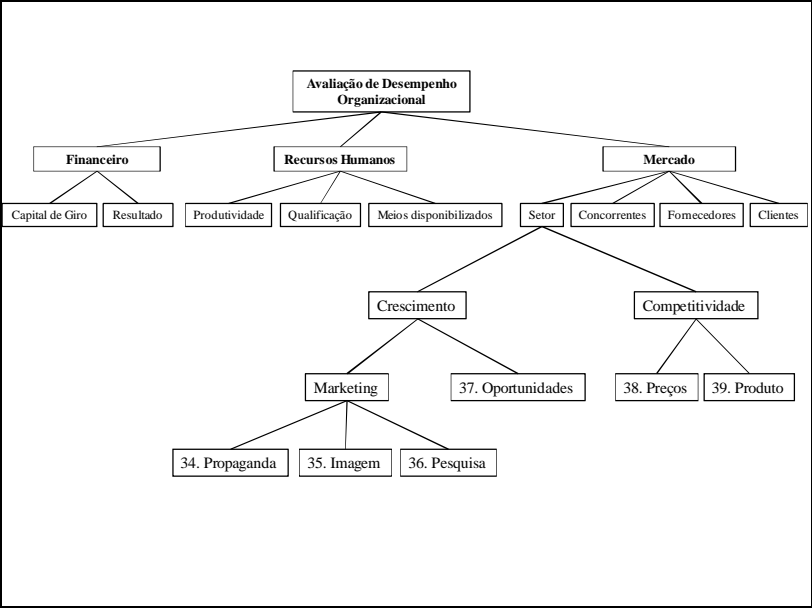 Avaliação de Desempenho
Organizacional
Financeiro
Recursos Humanos
Mercado
Capital de Giro
Resultado
Produtividade
Qualificação
Meios disponibilizados
Setor
Concorrentes
Fornecedores
Clientes
Crescimento
Competitividade
Marketing
37. Oportunidades
38. Preços
39. Produto
34. Propaganda
35. Imagem
36. Pesquisa